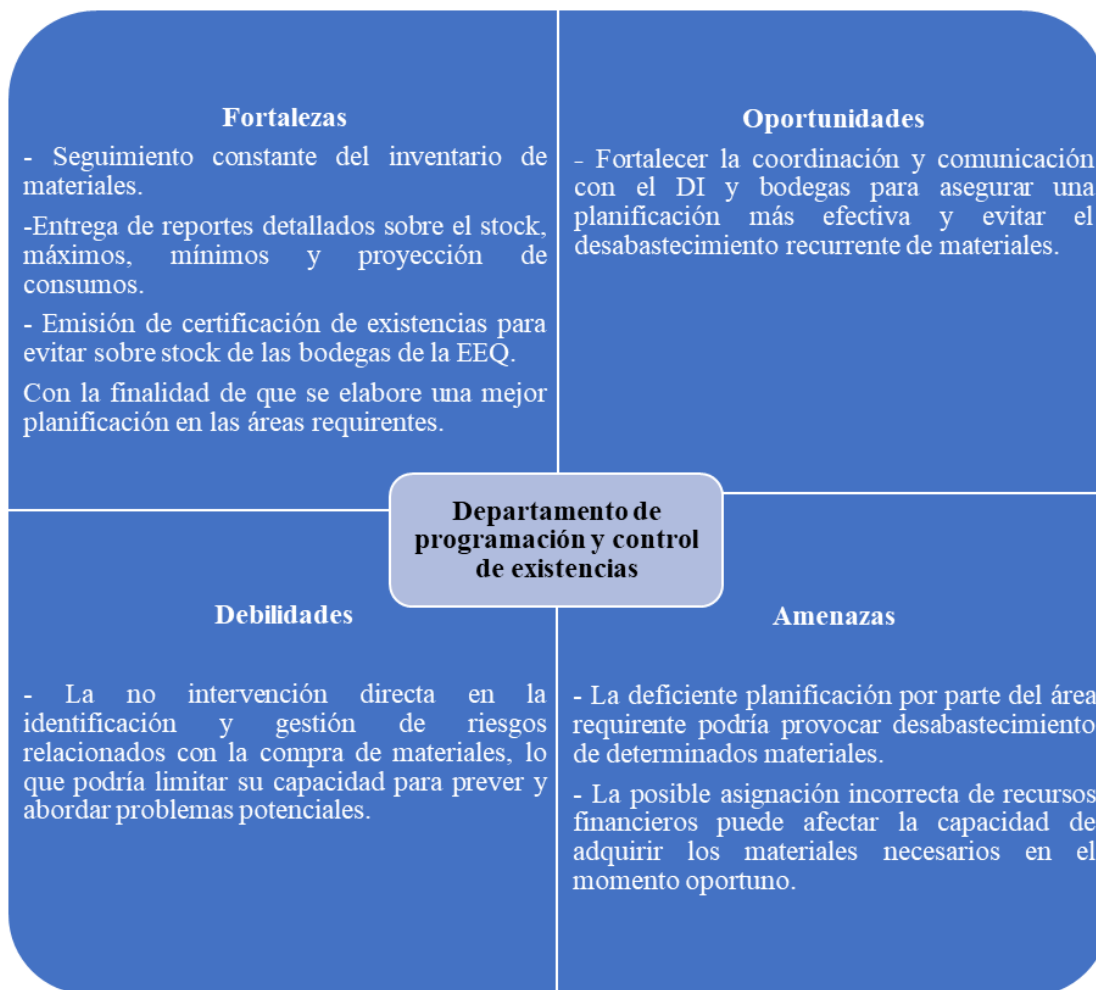 Fortalezas
- Seguimiento constante del inventario de
materiales.
-Entrega de reportes detallados sobre el stock,
máximos, mínimos y proyección de
consumos.
- Emisión de certificación de existencias para
evitar sobre stock de las bodegas de la EEQ.
Con la finalidad de que se elabore una mejor
planificación en las áreas requirentes.
Oportunidades
- Fortalecer la coordinación y comunicación
con el DI y bodegas para asegurar una
planificación más efectiva y evitar el
desabastecimiento recurrente de materiales.
Departamento de
programación y control
de existencias
Debilidades
- La no intervención directa en la
identificación y gestión de riesgos
relacionados con la compra de materiales, lo
que podría limitar su capacidad para prever y
abordar problemas potenciales.
Amenazas
- La deficiente planificación por parte del área
requirente podría provocar desabastecimiento
de determinados materiales.
- La posible asignación incorrecta de recursos
financieros puede afectar la capacidad de
adquirir los materiales necesarios en el
momento oportuno.